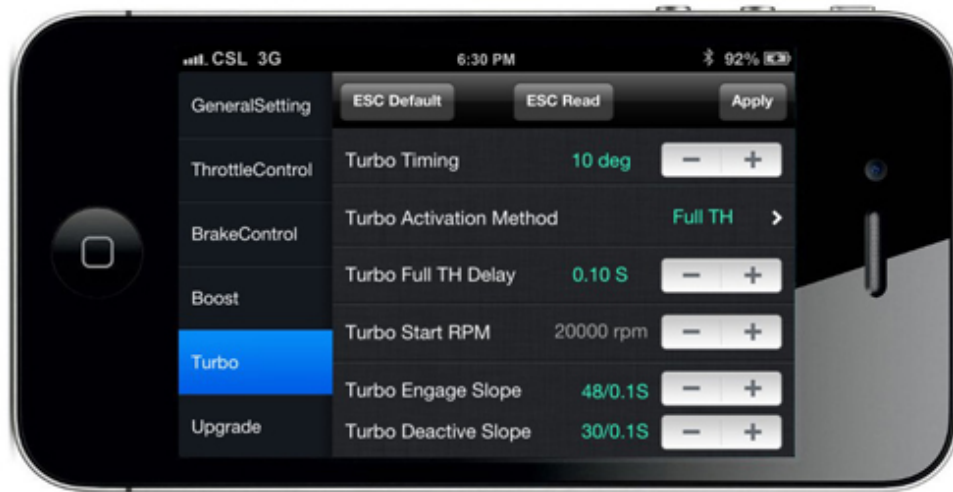 CSL 3G 6:30 PM 92%
GeneralSetting
ThrottleControl
BrakeControl
Boost
Turbo
Upgrade
ESC Default ESC Read Apply
Turbo Timing 10 deg − +
Turbo Activation Method Full TH >
Turbo Full TH Delay 0.10 S − +
Turbo Start RPM 20000 rpm − +
Turbo Engage Slope 48/0.1S − +
Turbo Deactive Slope 30/0.1S − +